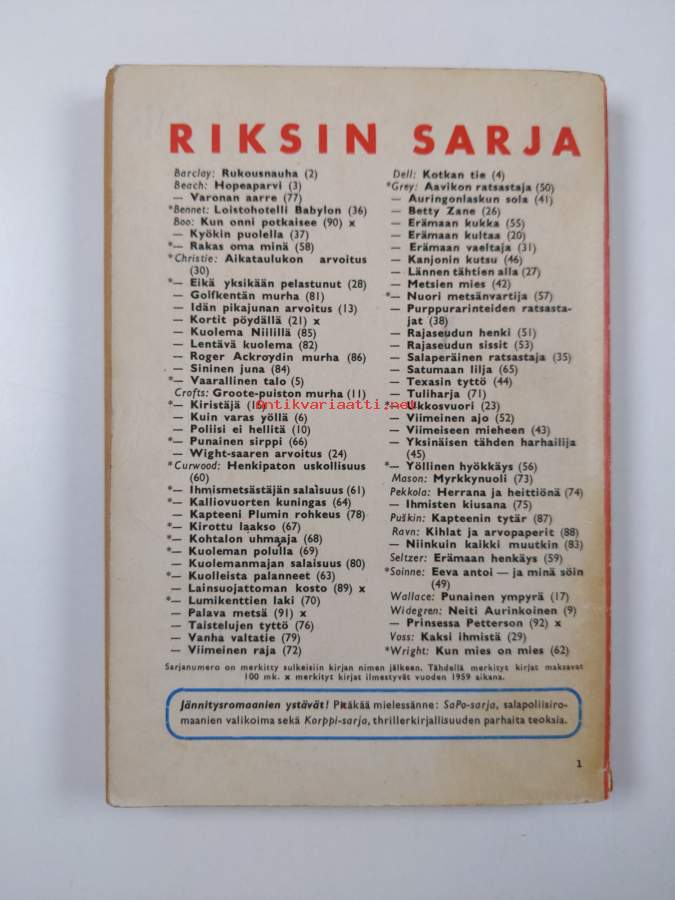 RIKSIN SARJA
Barclay: Rukousnauha (2)
Beach: Hopeaparvi (3)
— Varonan aarre (77)
*Bennet: Loistohotelli Babylon (36)
Boo: Kun onni potkaisee (90) x
— Kyökin puolella (37)
*— Rakas oma minä (58)
*Christie: Aikataulukon arvoitus
(30)
*— Eikä yksikään pelastunut (28)
— Golfkentän murha (81)
— Idän pikajunan arvoitus (13)
— Kortit pöydällä (21) x
— Kuolema Niilillä (85)
— Lentävä kuolema (82)
— Roger Ackroydin murha (86)
— Sininen juna (84)
*— Vaarallinen talo (5)
Crofts: Groote-puiston murha (11)
*— Kiristäjä
— Kuin varas yöllä (6)
— Poliisi ei hellitä (10)
*— Punainen sirppi (66)
— Wight-saaren arvoitus (24)
*Curwood: Henkipaton uskollisuus
(60)
*— Ihmismetsästäjän salaisuus (61)
*— Kalliovuorten kuningas (64)
— Kapteeni Plumin rohkeus (78)
*— Kirottu laakso (67)
*— Kohtalon uhmaaja (68)
*— Kuoleman polulla (69)
— Kuolemanmajan salaisuus (80)
*— Kuolleista palanneet (63)
— Lainsuojattoman kosto (89) x
*— Lumikenttien laki (70)
— Palava metsä (91) x
— Taistelujen tyttö (76)
— Vanha valtatie (79)
— Viimeinen raja (72)
Dell: Kotkan tie (4)
*Grey: Aavikon ratsastaja (50)
— Auringonlaskun sola (41)
— Betty Zane (26)
— Erämaan kukka (55)
— Erämaan kultaa (20)
— Erämaan vaeltaja (31)
— Kanjonin kutsu (46)
— Lännen tähtien alla (27)
— Metsien mies (42)
*— Nuori metsänvartija (57)
— Purppurarinteiden ratsasta-
jat (38)
— Rajaseudun henki (51)
— Rajaseudun sissit (53)
— Salaperäinen ratsastaja (35)
— Satumaan lilja (65)
— Texasin tyttö (44)
— Tuliharja (71)
*— Ukkosvuori (23)
— Viimeinen ajo (52)
— Viimeiseen mieheen (43)
— Yksinäisen tähden harhailija
(45)
*— Yöllinen hyökkäys (56)
Mason: Myrkkynuoli (73)
Pekkola: Herrana ja heittiönä (74)
— Ihmisten kiusana (75)
Puškin: Kapteenin tytär (87)
Ravn: Kihlat ja arvopaperit (88)
— Niinkuin kaikki muutkin (83)
Seltzer: Erämaan henkäys (59)
*Soinne: Eeva antoi — ja minä söin
(49)
Wallace: Punainen ympyrä (17)
Widegren: Neiti Aurinkoinen (9)
— Prinsessa Petterson (92) x
Voss: Kaksi ihmistä (29)
*Wright: Kun mies on mies (62)
Antikvariaatti.net
Sarjanumero on merkitty sulkeisiin kirjan nimen jälkeen. Tähdellä merkityt kirjat maksavat
100 mk. x merkityt kirjat ilmestyvät vuoden 1959 aikana.
Jännitysromaanien ystävät! Pitäkää mielessänne: SaPo-sarja, salapoliisiro-
maanien valikoima sekä Korppi-sarja, thrillerkirjallisuuden parhaita teoksia.
1